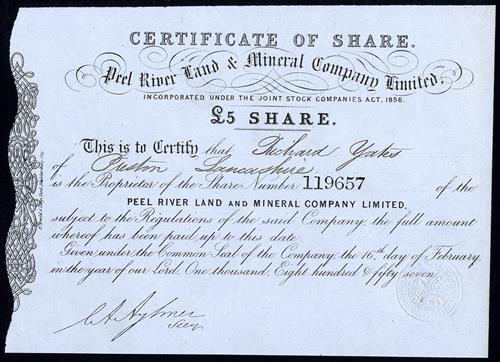 CERTIFICATE OF SHARE.
Peel River Land & Mineral Company Limited.
INCORPORATED UNDER THE JOINT STOCK COMPANIES ACT, 1856.
£5 SHARE.
This is to Certify that Richard Yates
of Preston Lancashire
is the Proprietor of the Share Number 119657 of the
PEEL RIVER LAND AND MINERAL COMPANY LIMITED,
subject to the Regulations of the said Company, the full amount
whereof has been paid up to this date
Given under the Common Seal of the Company, the 16th day of February
in the year of our Lord, One thousand, Eight hundred & fifty seven
Aylmer
Secy